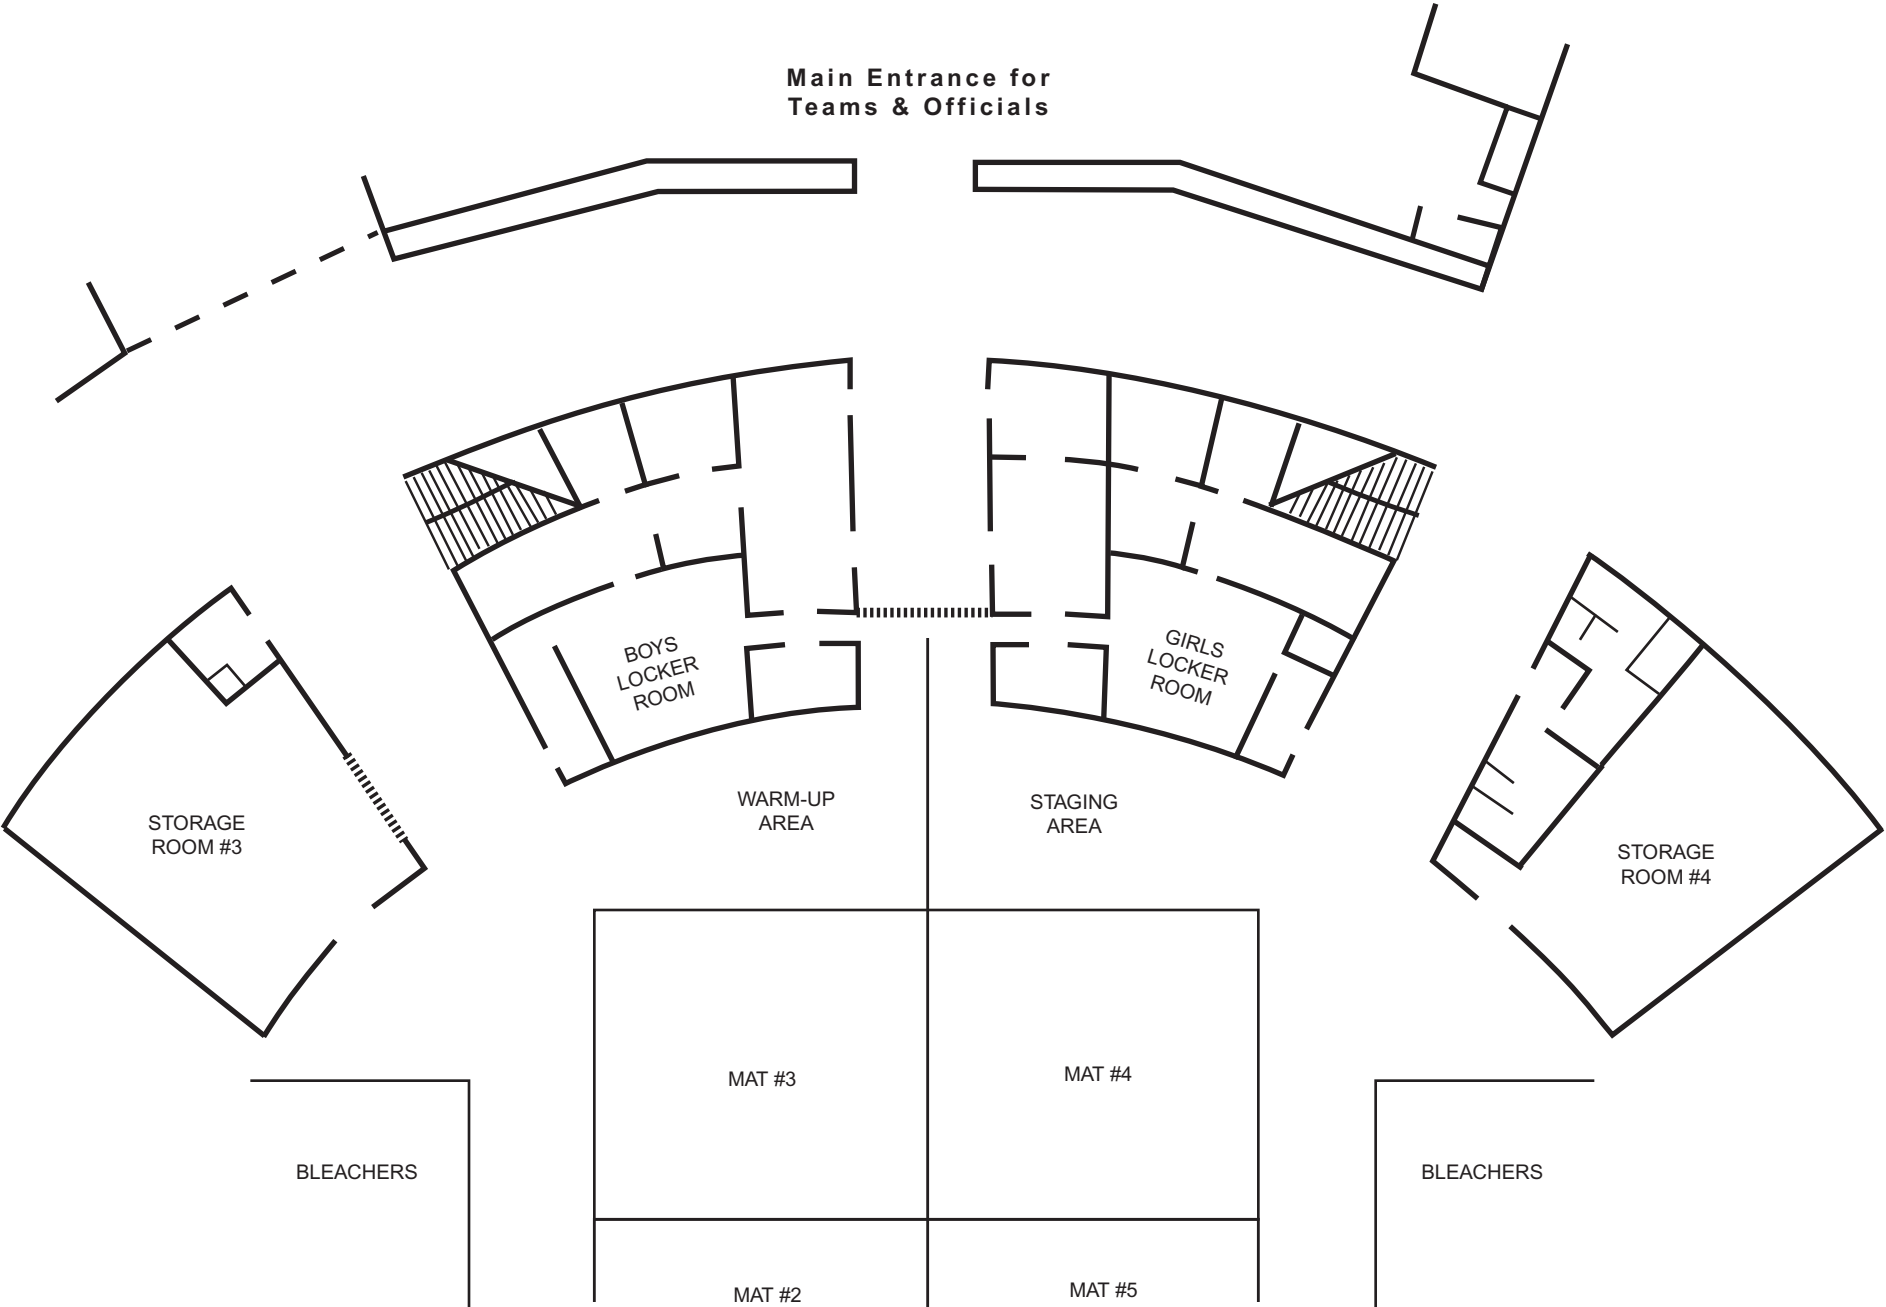 Main Entrance for
Teams & Officials
BOYS
LOCKER
ROOM
GIRLS
LOCKER
ROOM
WARM-UP
AREA
STAGING
AREA
STORAGE
ROOM #3
STORAGE
ROOM #4
MAT #3
MAT #4
BLEACHERS
BLEACHERS
MAT #2
MAT #5